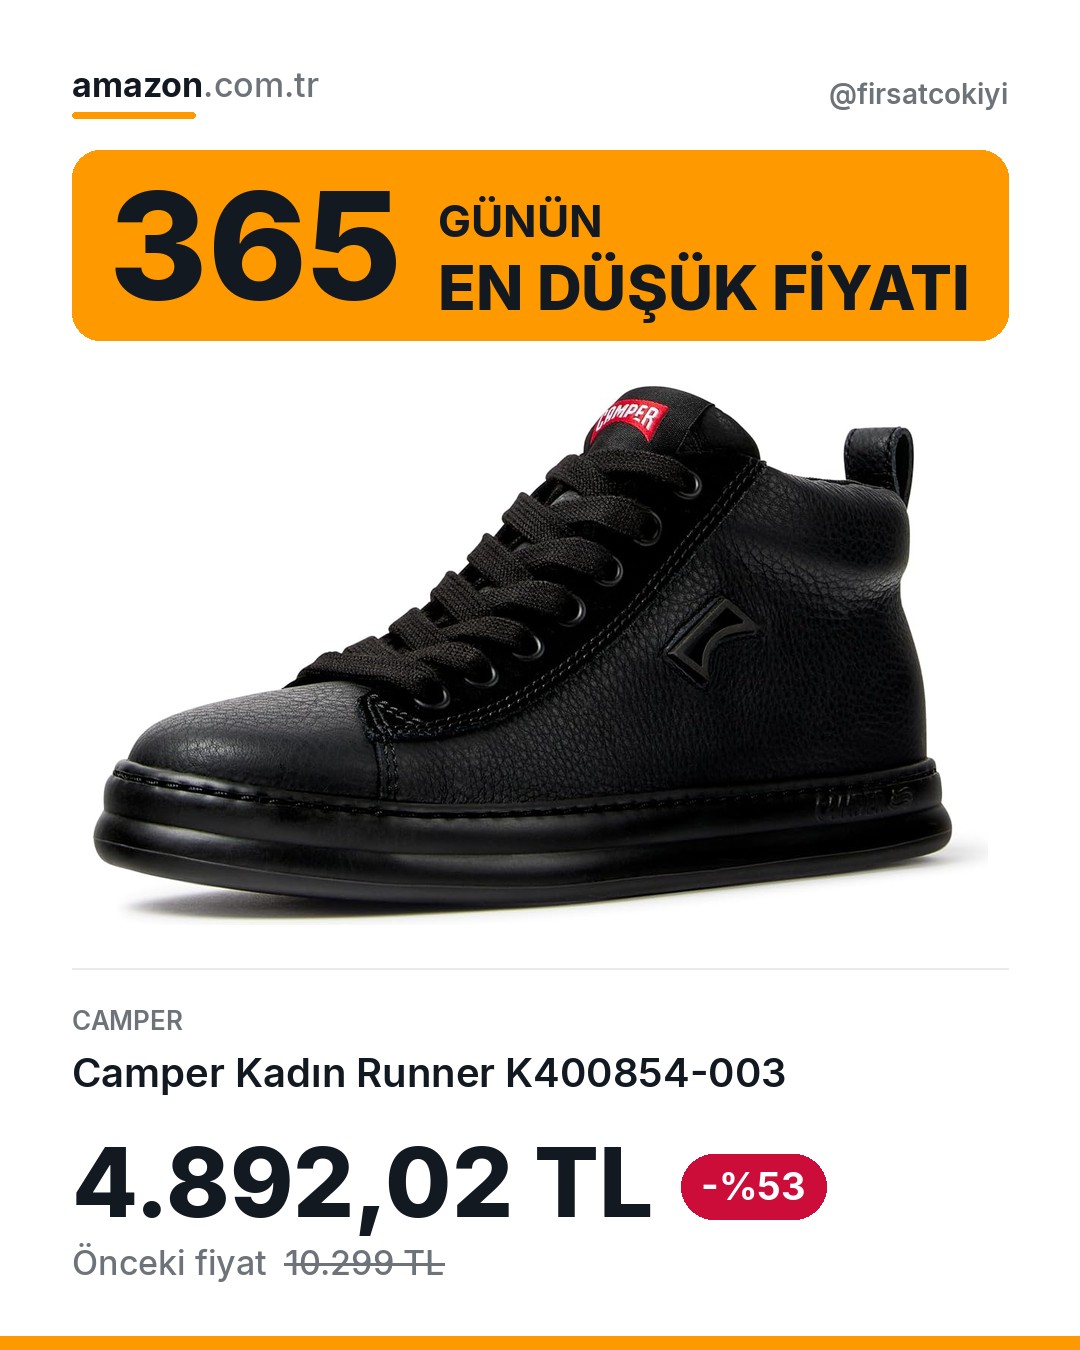 amazon.com.tr
@firsatcokiyi
365
GÜNÜN
EN DÜŞÜK FİYATI
CAMPER
CAMPER
Camper Kadın Runner K400854-003
4.892,02 TL
-%53
Önceki fiyat 10.299 TL